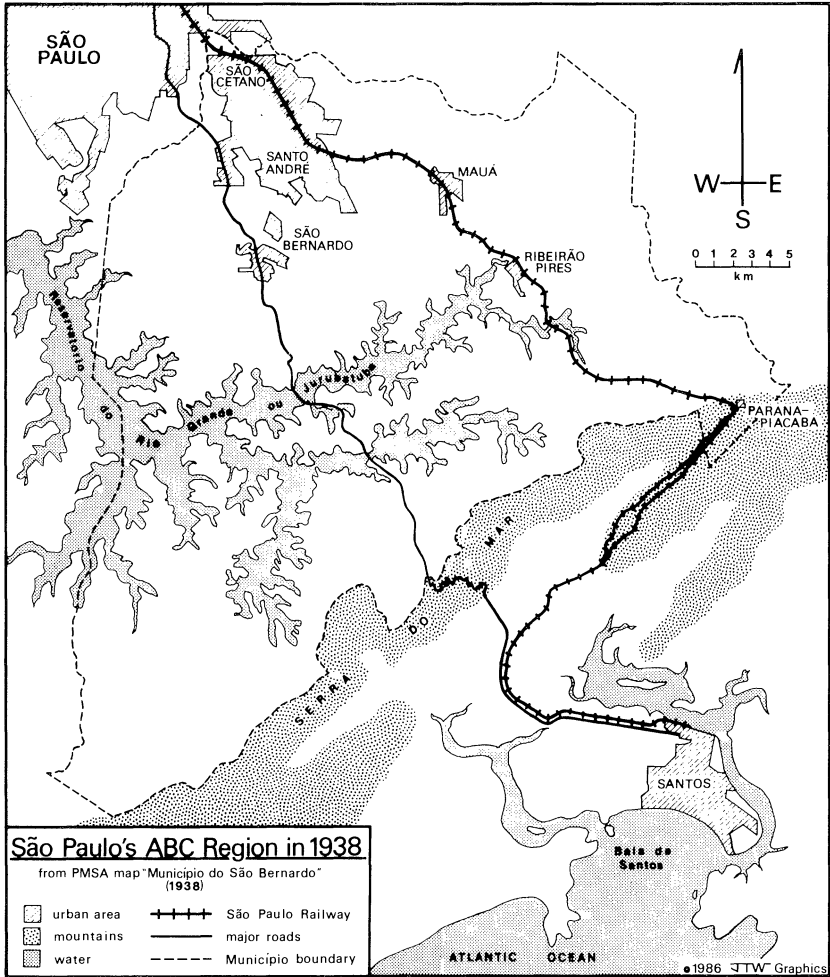 SÃO
PAULO
SÃO
CETANO
SANTO
ANDRÉ
MAUÁ
W E
S
SÃO
BERNARDO
RIBEIRÃO
PIRES
0 1 2 3 4 5
km
Reservatorio do Rio Grande ou Jurubatuba
PARANA-
PIACABA
SERRA DO MAR
SANTOS
Baia de
Santos
ATLANTIC OCEAN
São Paulo's ABC Region in 1938
from PMSA map "Município do São Bernardo"
(1938)
urban area
São Paulo Railway
mountains
major roads
water
Município boundary
©1986 JTW Graphics